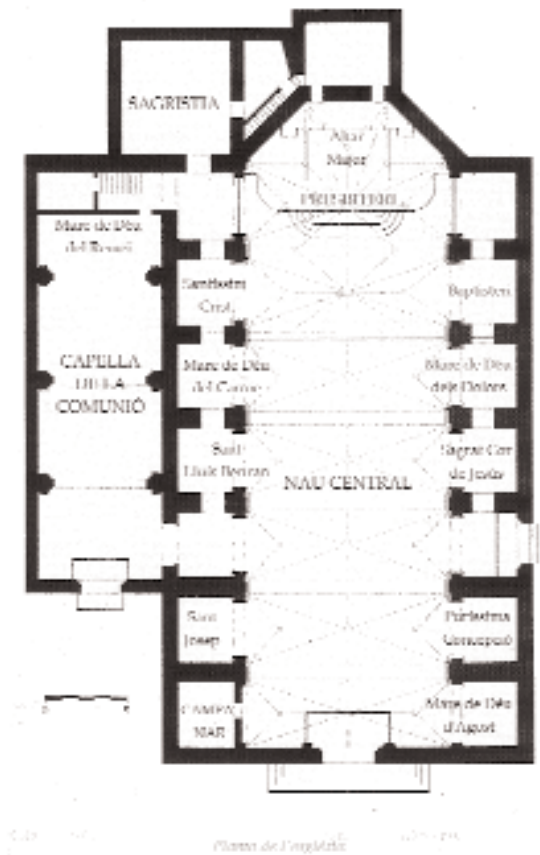 SAGRISTIA
Altar
Major
PRESBITERI
Mare de Déu
del Remei
Santíssim
Crist
Baptisteri
CAPELLA
DE LA
COMUNIÓ
Mare de Déu
del Carme
Mare de Déu
dels Dolors
Sant
Lluís Bertran
Sagrat Cor
de Jesús
NAU CENTRAL
Sant
Josep
Puríssima
Concepció
CAMPA
NAR
Mare de Déu
d'Agost
Planta de l'església